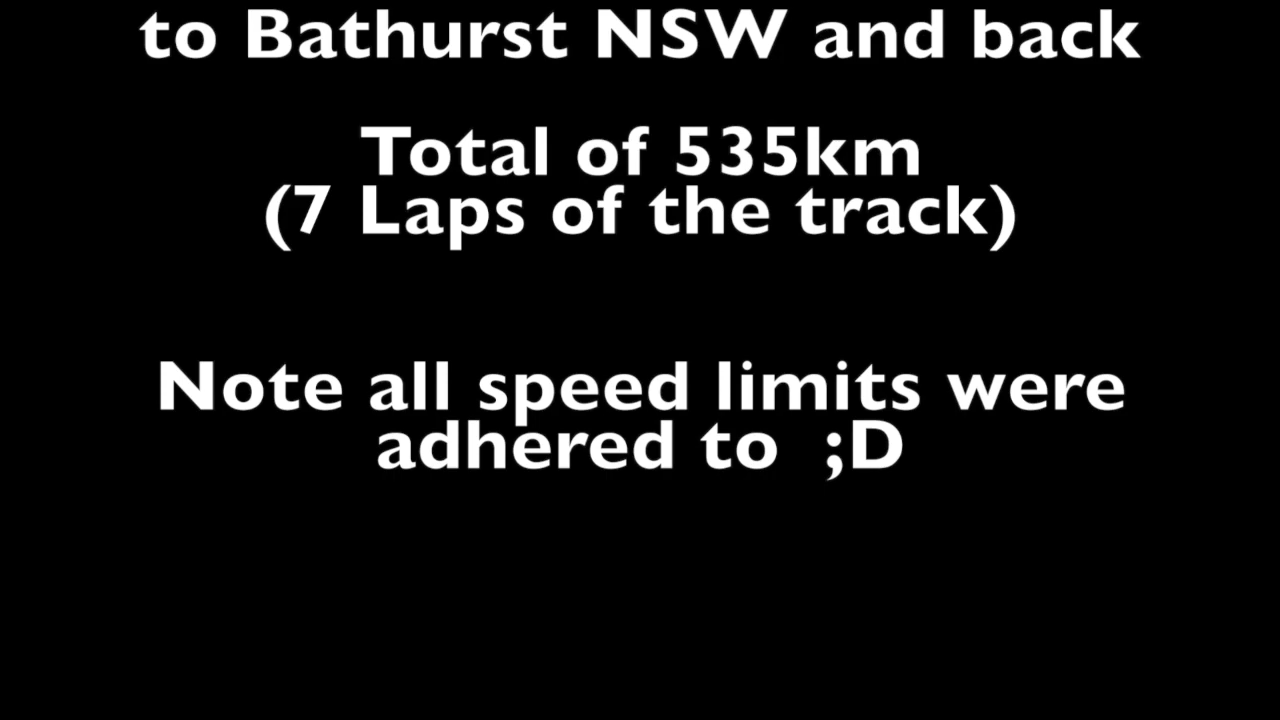 to Bathurst NSW and back
Total of 535km
(7 Laps of the track)
Note all speed limits were
adhered to  ;D